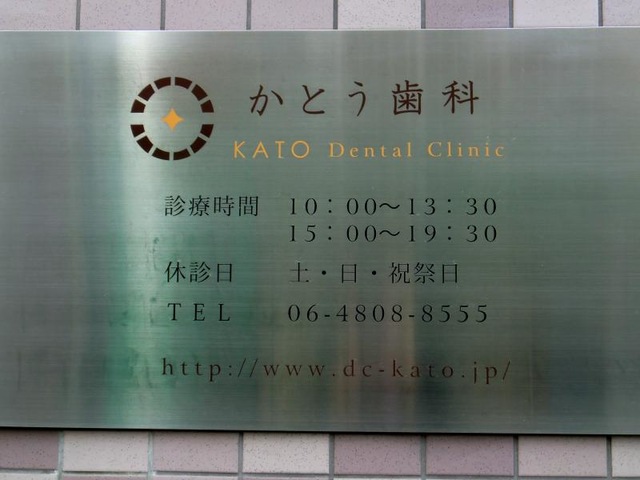 かとう歯科
KATO Dental Clinic
診療時間 10:00〜13:30
15:00〜19:30
休診日 土・日・祝祭日
TEL 06-4808-8555
http://www.dc-kato.jp/